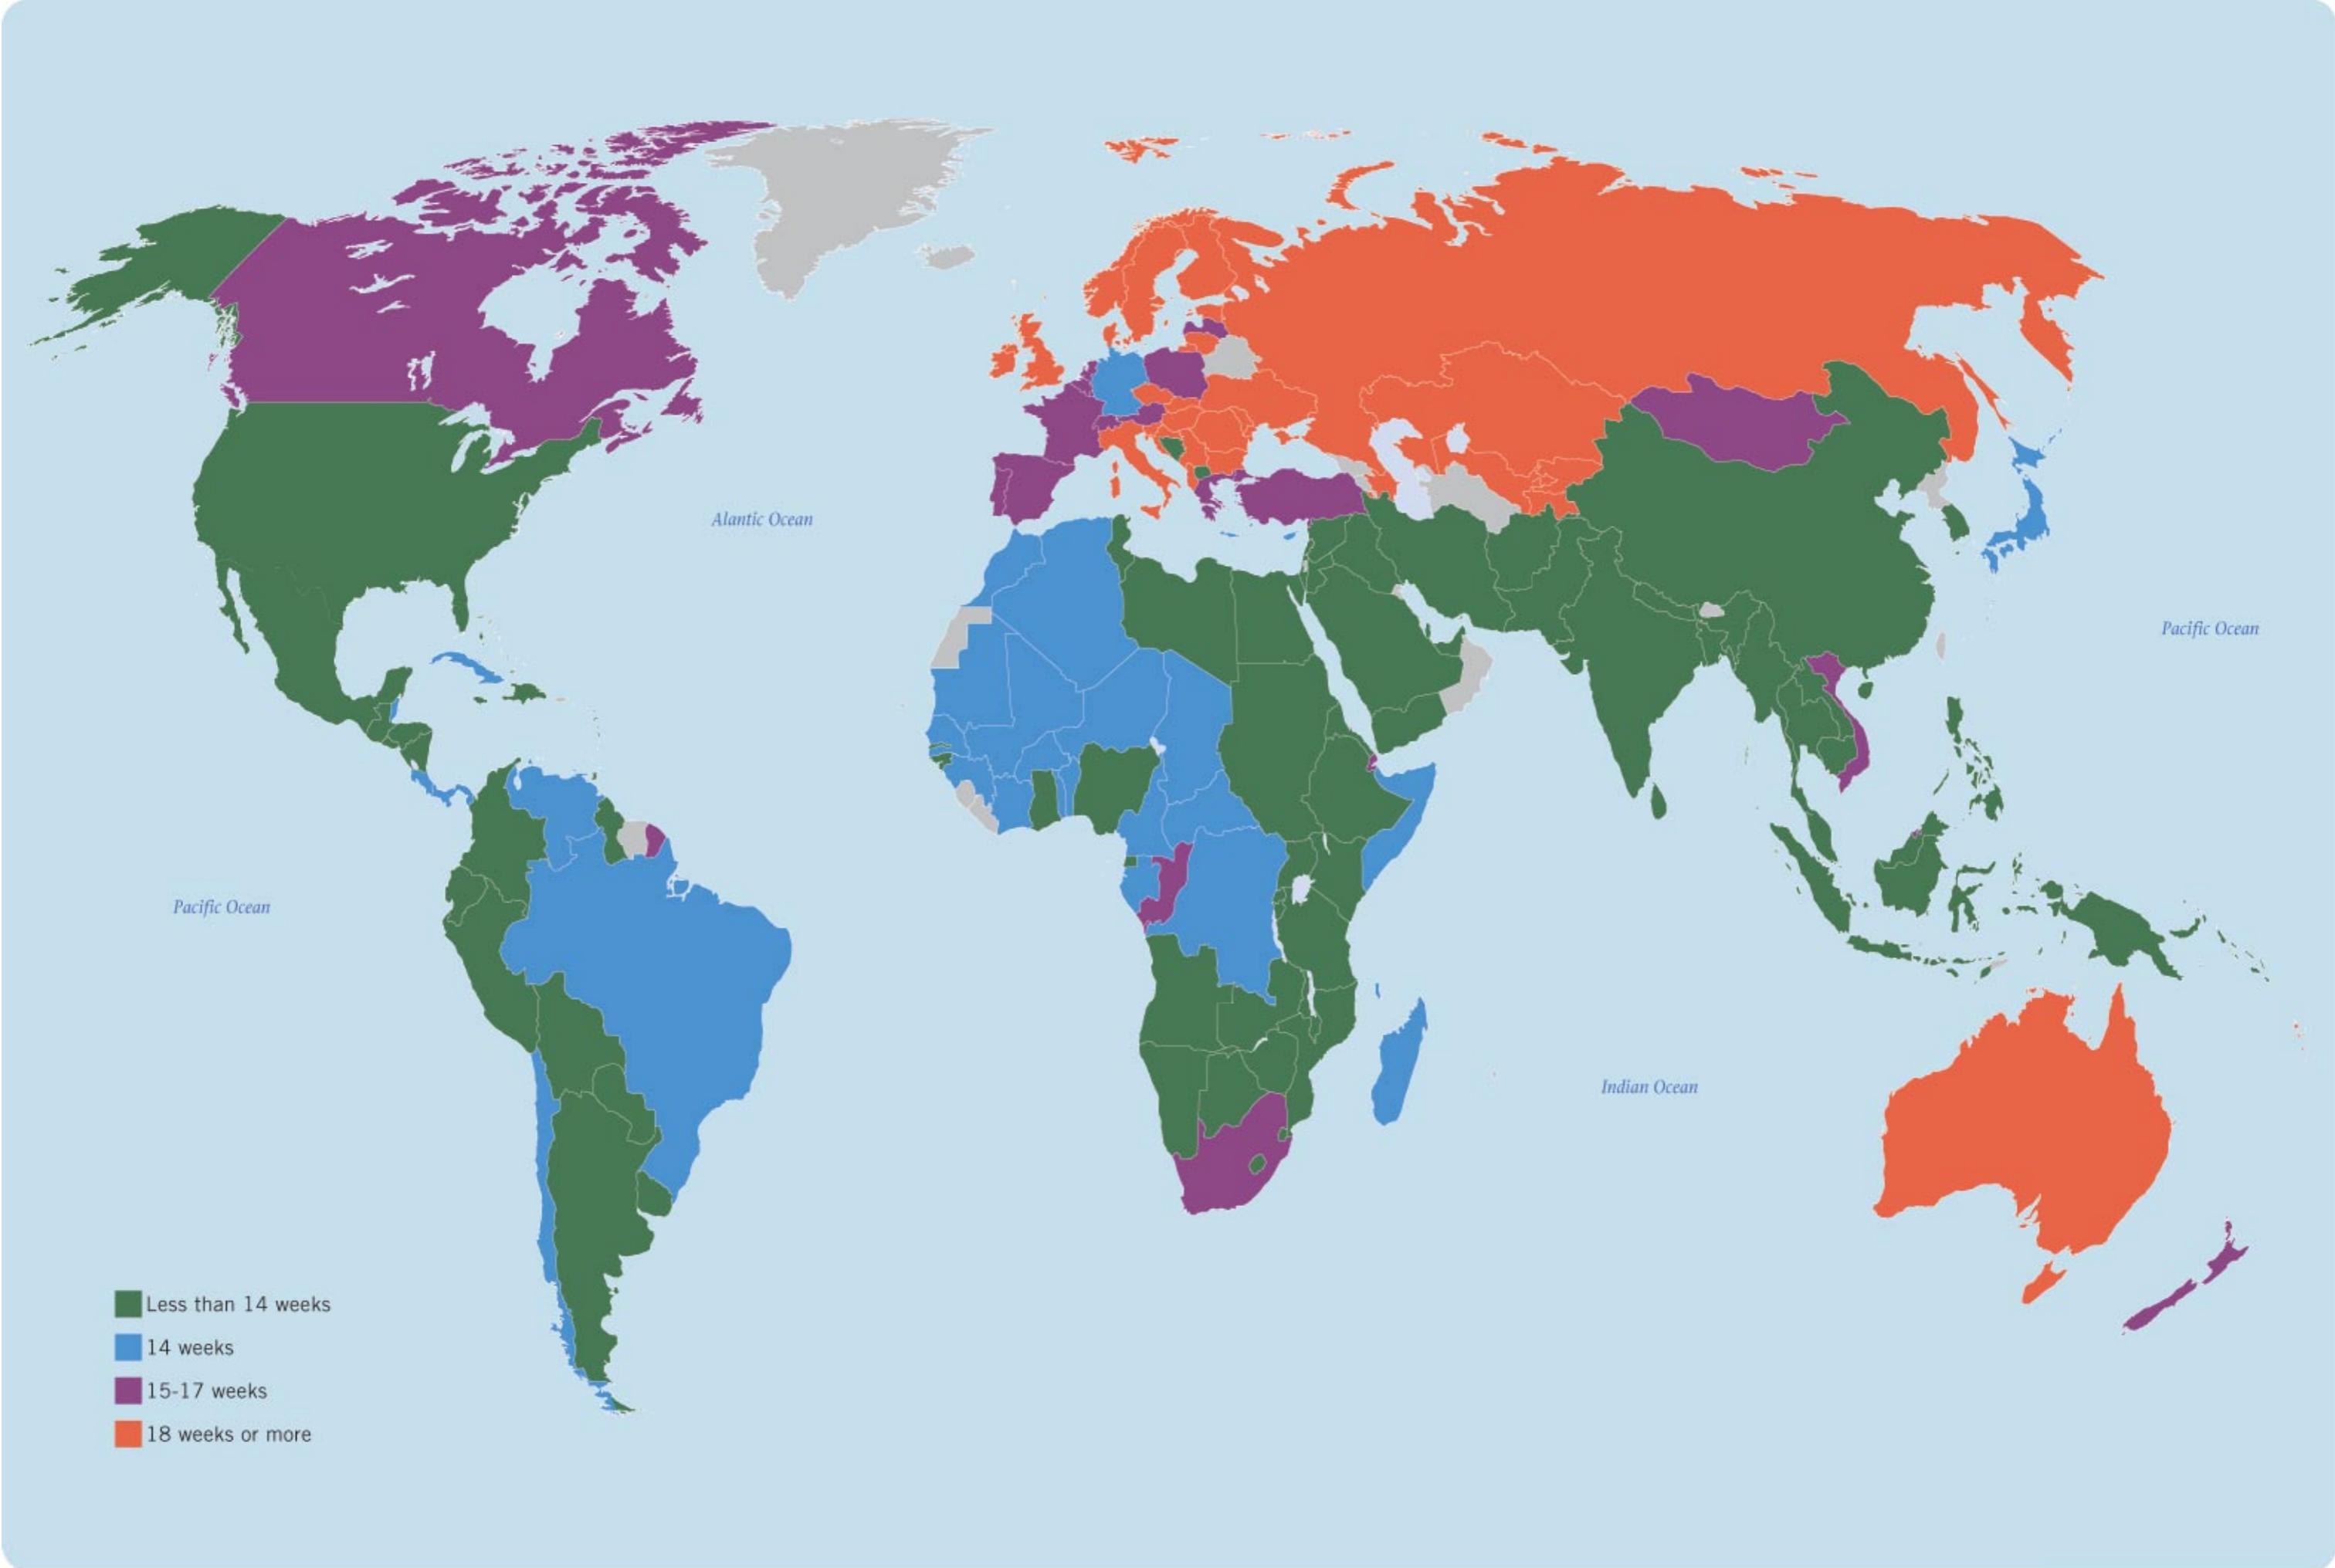 Alantic Ocean
Pacific Ocean
Pacific Ocean
Indian Ocean
Less than 14 weeks
14 weeks
15-17 weeks
18 weeks or more